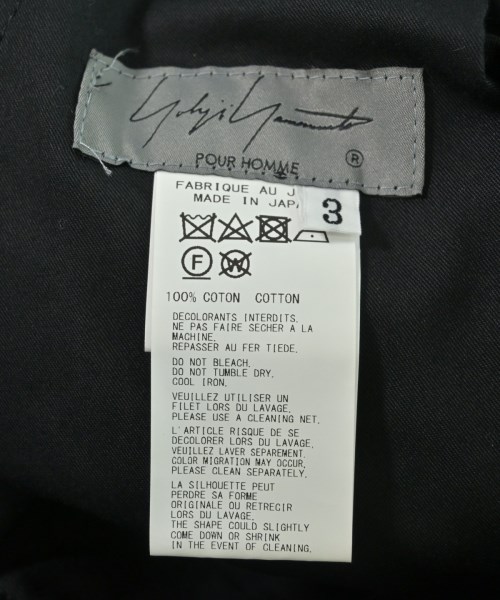 Yohji Yamamoto
POUR HOMME ®
FABRIQUE AU J
MADE IN JAPA
3
F W
100% COTON COTTON
DECOLORANTS INTERDITS.
NE PAS FAIRE SECHER A LA
MACHINE.
REPASSER AU FER TIEDE.
DO NOT BLEACH.
DO NOT TUMBLE DRY.
COOL IRON.
VEUILLEZ UTILISER UN
FILET LORS DU LAVAGE.
PLEASE USE A CLEANING NET.
L'ARTICLE RISQUE DE SE
DECOLORER LORS DU LAVAGE.
VEUILLEZ LAVER SEPAREMENT.
COLOR MIGRATION MAY OCCUR.
PLEASE CLEAN SEPARATELY.
LA SILHOUETTE PEUT
PERDRE SA FORME
ORIGINALE OU RETRECIR
LORS DU LAVAGE.
THE SHAPE COULD SLIGHTLY
COME DOWN OR SHRINK
IN THE EVENT OF CLEANING.